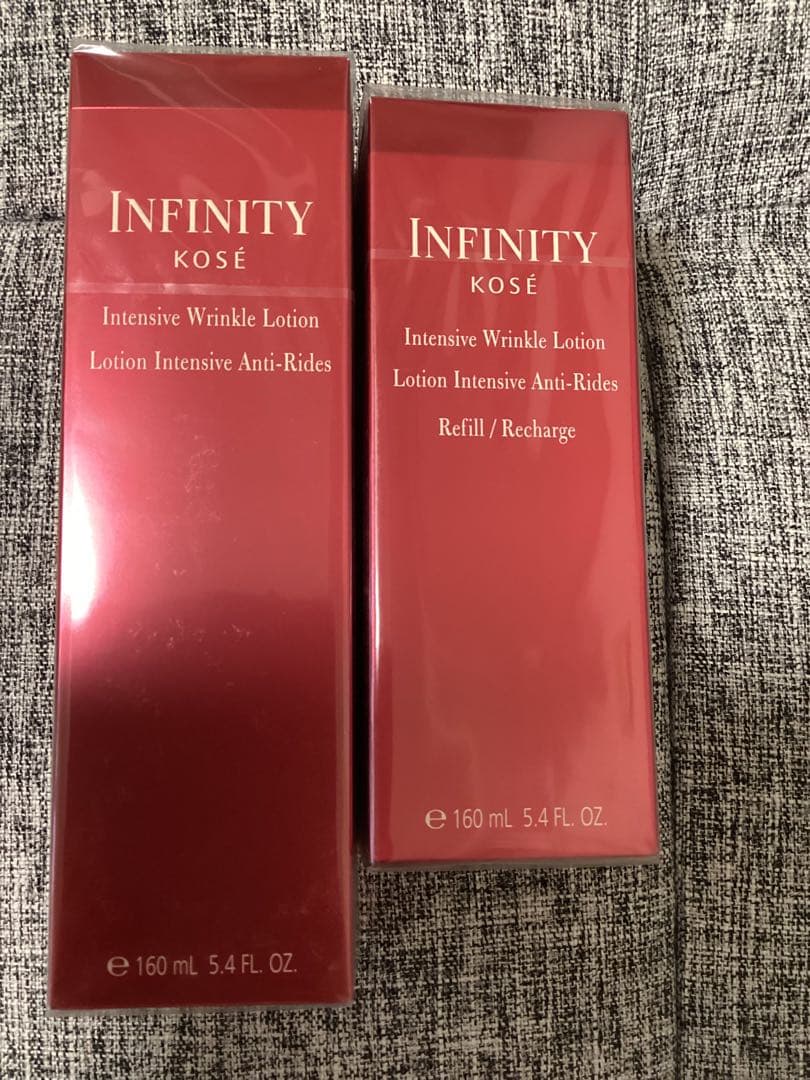 INFINITY
KOSÉ
Intensive Wrinkle Lotion
Lotion Intensive Anti-Rides
℮ 160 mL 5.4 FL. OZ.
INFINITY
KOSÉ
Intensive Wrinkle Lotion
Lotion Intensive Anti-Rides
Refill / Recharge
℮ 160 mL 5.4 FL. OZ.